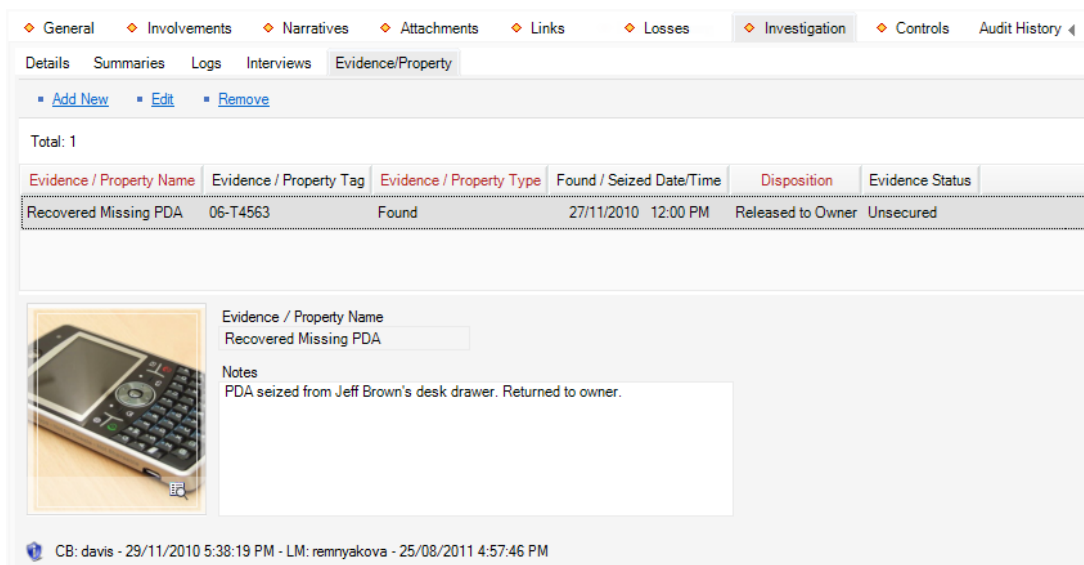 General Involvements Narratives Attachments Links Losses Investigation Controls Audit History
Details Summaries Logs Interviews Evidence/Property
Add New Edit Remove
Total: 1
Evidence / Property Name Evidence / Property Tag Evidence / Property Type Found / Seized Date/Time Disposition Evidence Status
Recovered Missing PDA 06-T4563 Found 27/11/2010 12:00 PM Released to Owner Unsecured
Evidence / Property Name
Recovered Missing PDA
Notes
PDA seized from Jeff Brown's desk drawer. Returned to owner.
CB: davis - 29/11/2010 5:38:19 PM - LM: remnyakova - 25/08/2011 4:57:46 PM